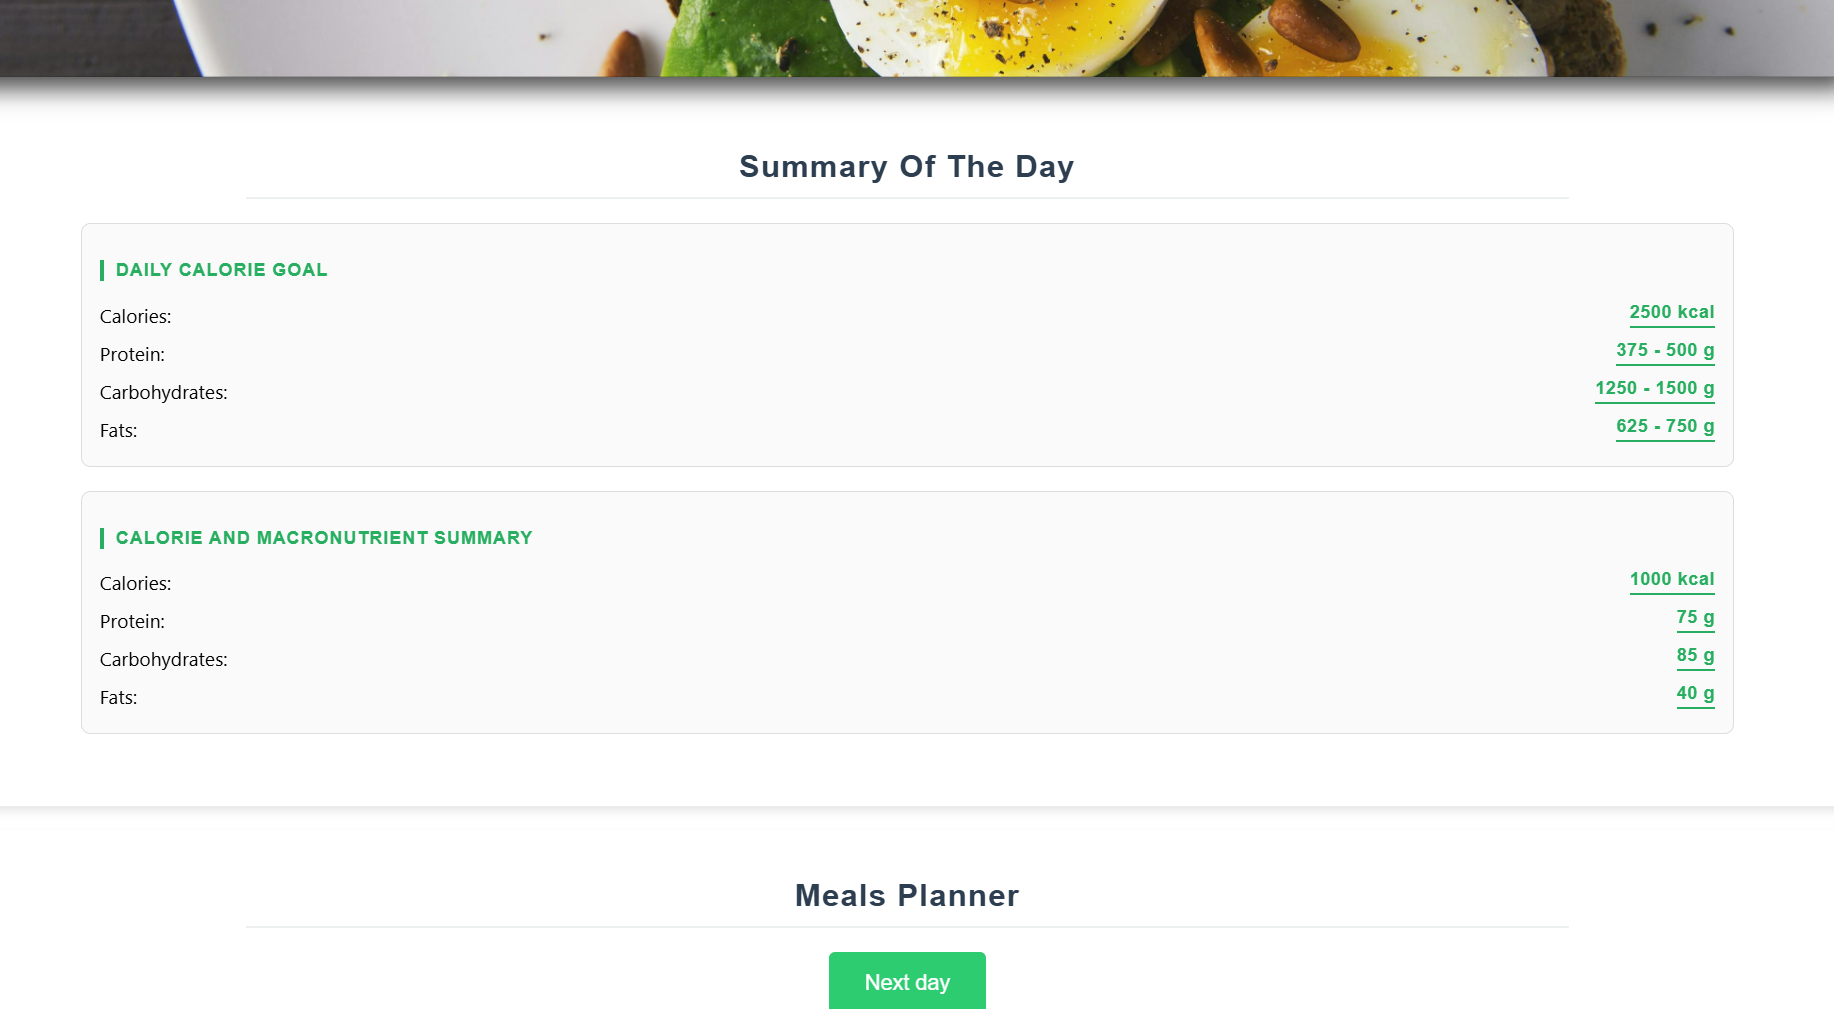 Summary Of The Day
DAILY CALORIE GOAL
Calories: 2500 kcal
Protein: 375 - 500 g
Carbohydrates: 1250 - 1500 g
Fats: 625 - 750 g
CALORIE AND MACRONUTRIENT SUMMARY
Calories: 1000 kcal
Protein: 75 g
Carbohydrates: 85 g
Fats: 40 g
Meals Planner
Next day